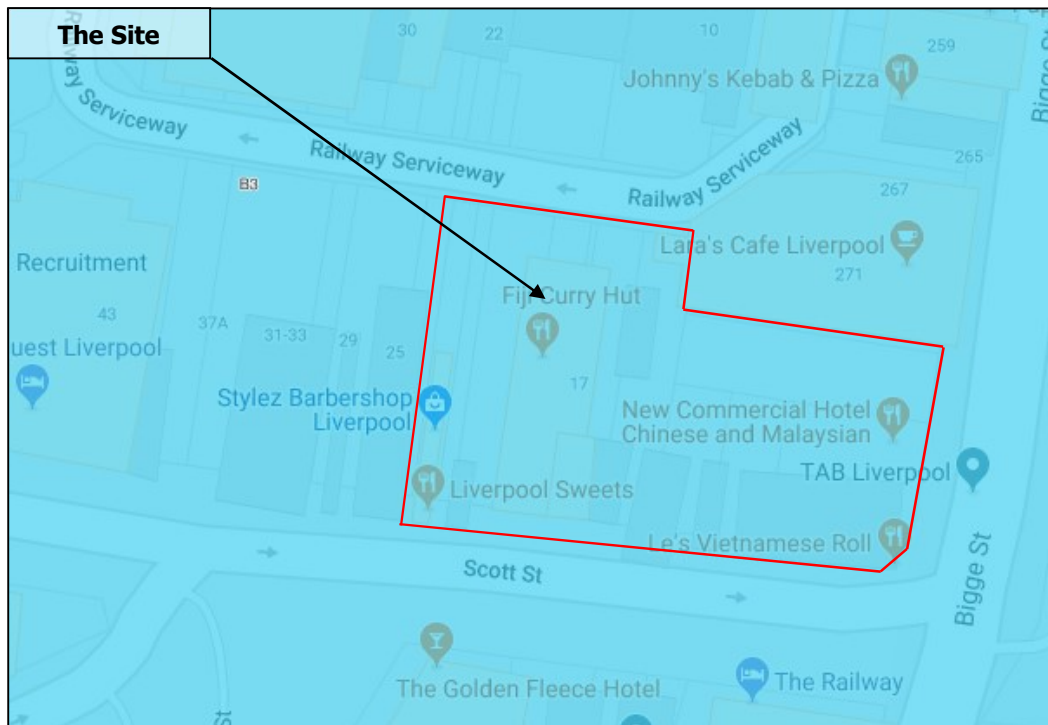 The Site
30
22
10
259
Johnny's Kebab & Pizza
Bigge St
Railway Serviceway
Railway Serviceway
Railway Serviceway
B3
265
267
Lara's Cafe Liverpool
271
Recruitment
43
37A
31-33
29
25
uest Liverpool
Fiji Curry Hut
17
Stylez Barbershop
Liverpool
New Commercial Hotel
Chinese and Malaysian
TAB Liverpool
Liverpool Sweets
Le's Vietnamese Roll
Scott St
Bigge St
The Golden Fleece Hotel
The Railway
St